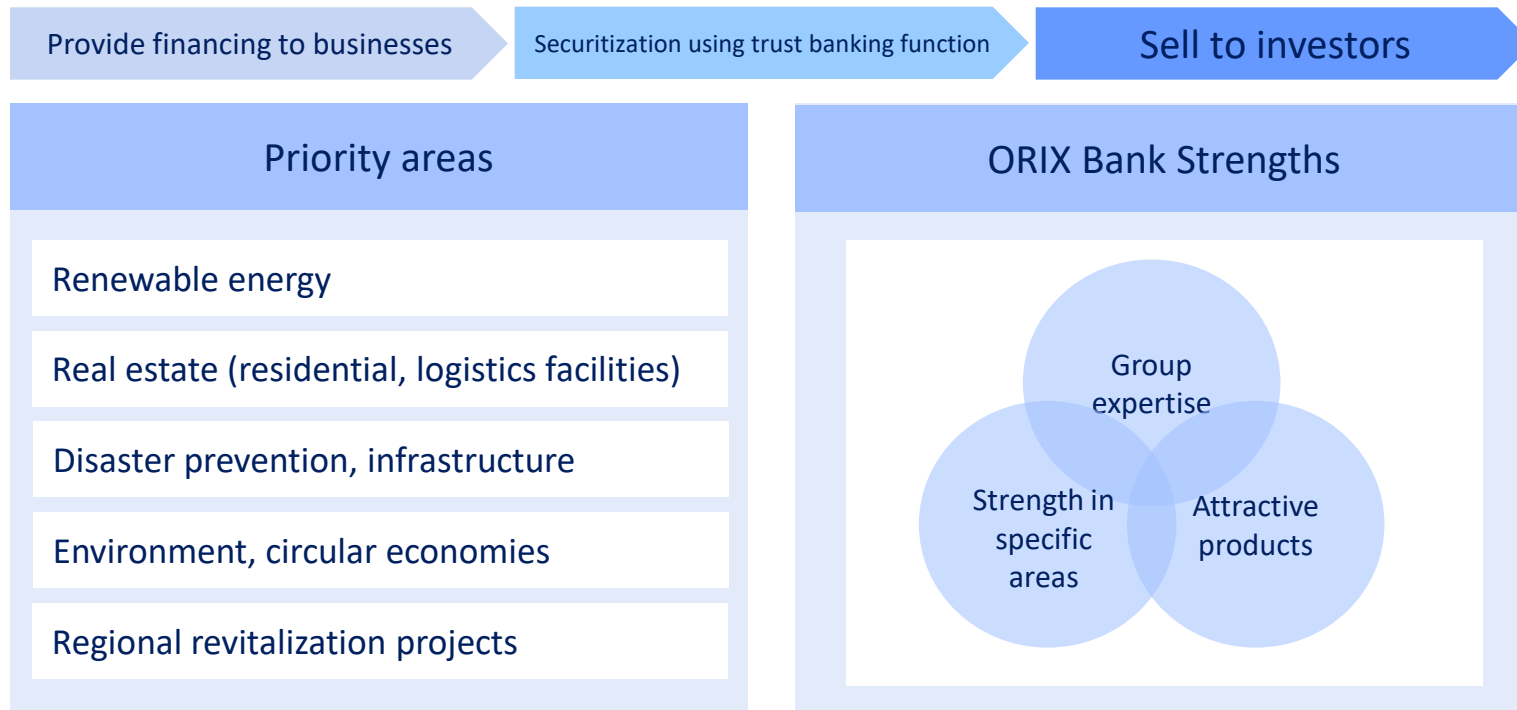 Provide financing to businesses
Securitization using trust banking function
Sell to investors
Priority areas
Renewable energy
Real estate (residential, logistics facilities)
Disaster prevention, infrastructure
Environment, circular economies
Regional revitalization projects
ORIX Bank Strengths
Group
expertise
Strength in
specific
areas
Attractive
products